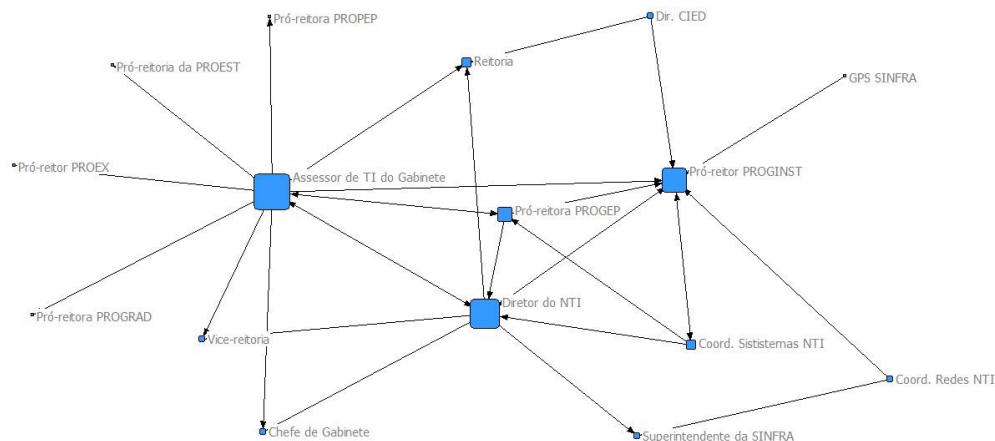 Pró-reitora PROPEP
Dir. CIED
Reitoria
Pró-reitoria da PROEST
GPS SINFRA
Pró-reitor PROEX
Assessor de TI do Gabinete
Pró-reitor PROGINST
Pró-reitora PROGEP
Diretor do NTI
Pró-reitora PROGRAD
Vice-reitoria
Coord. Sististemas NTI
Coord. Redes NTI
Chefe de Gabinete
Superintendente da SINFRA